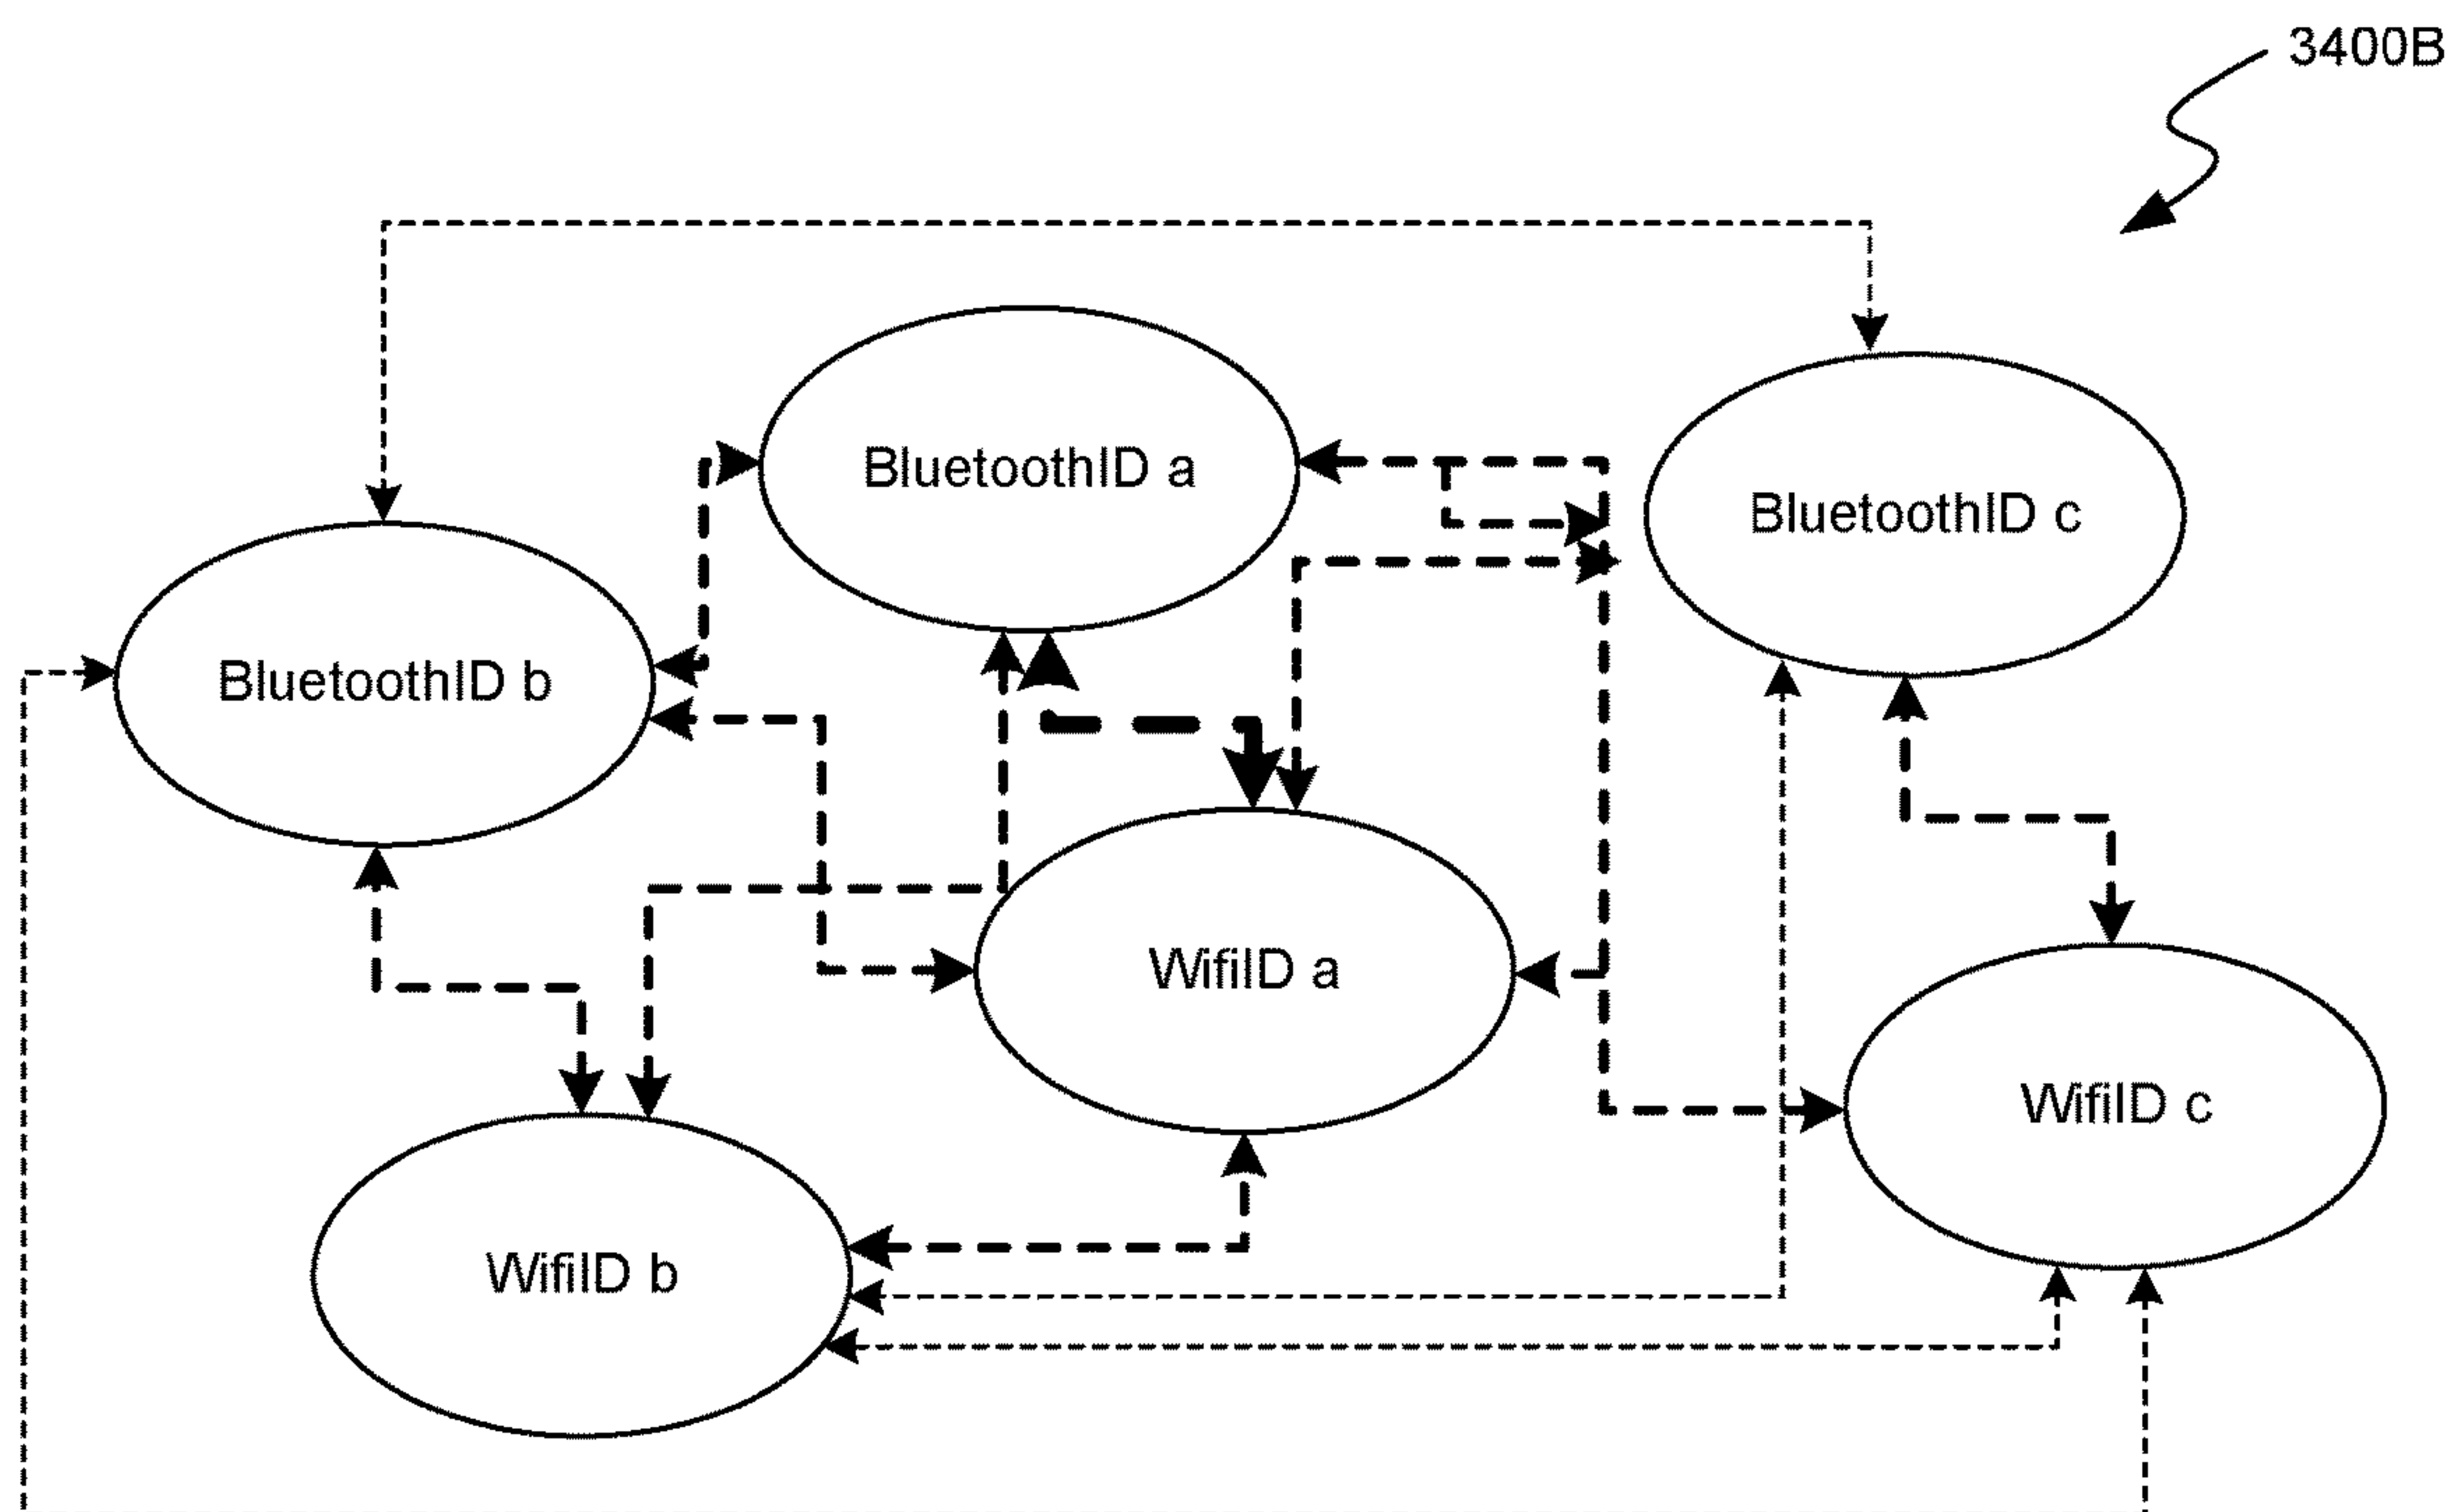 3400B
BluetoothID a
BluetoothID c
BluetoothID b
WifiID a
WifiID c
WifiID b